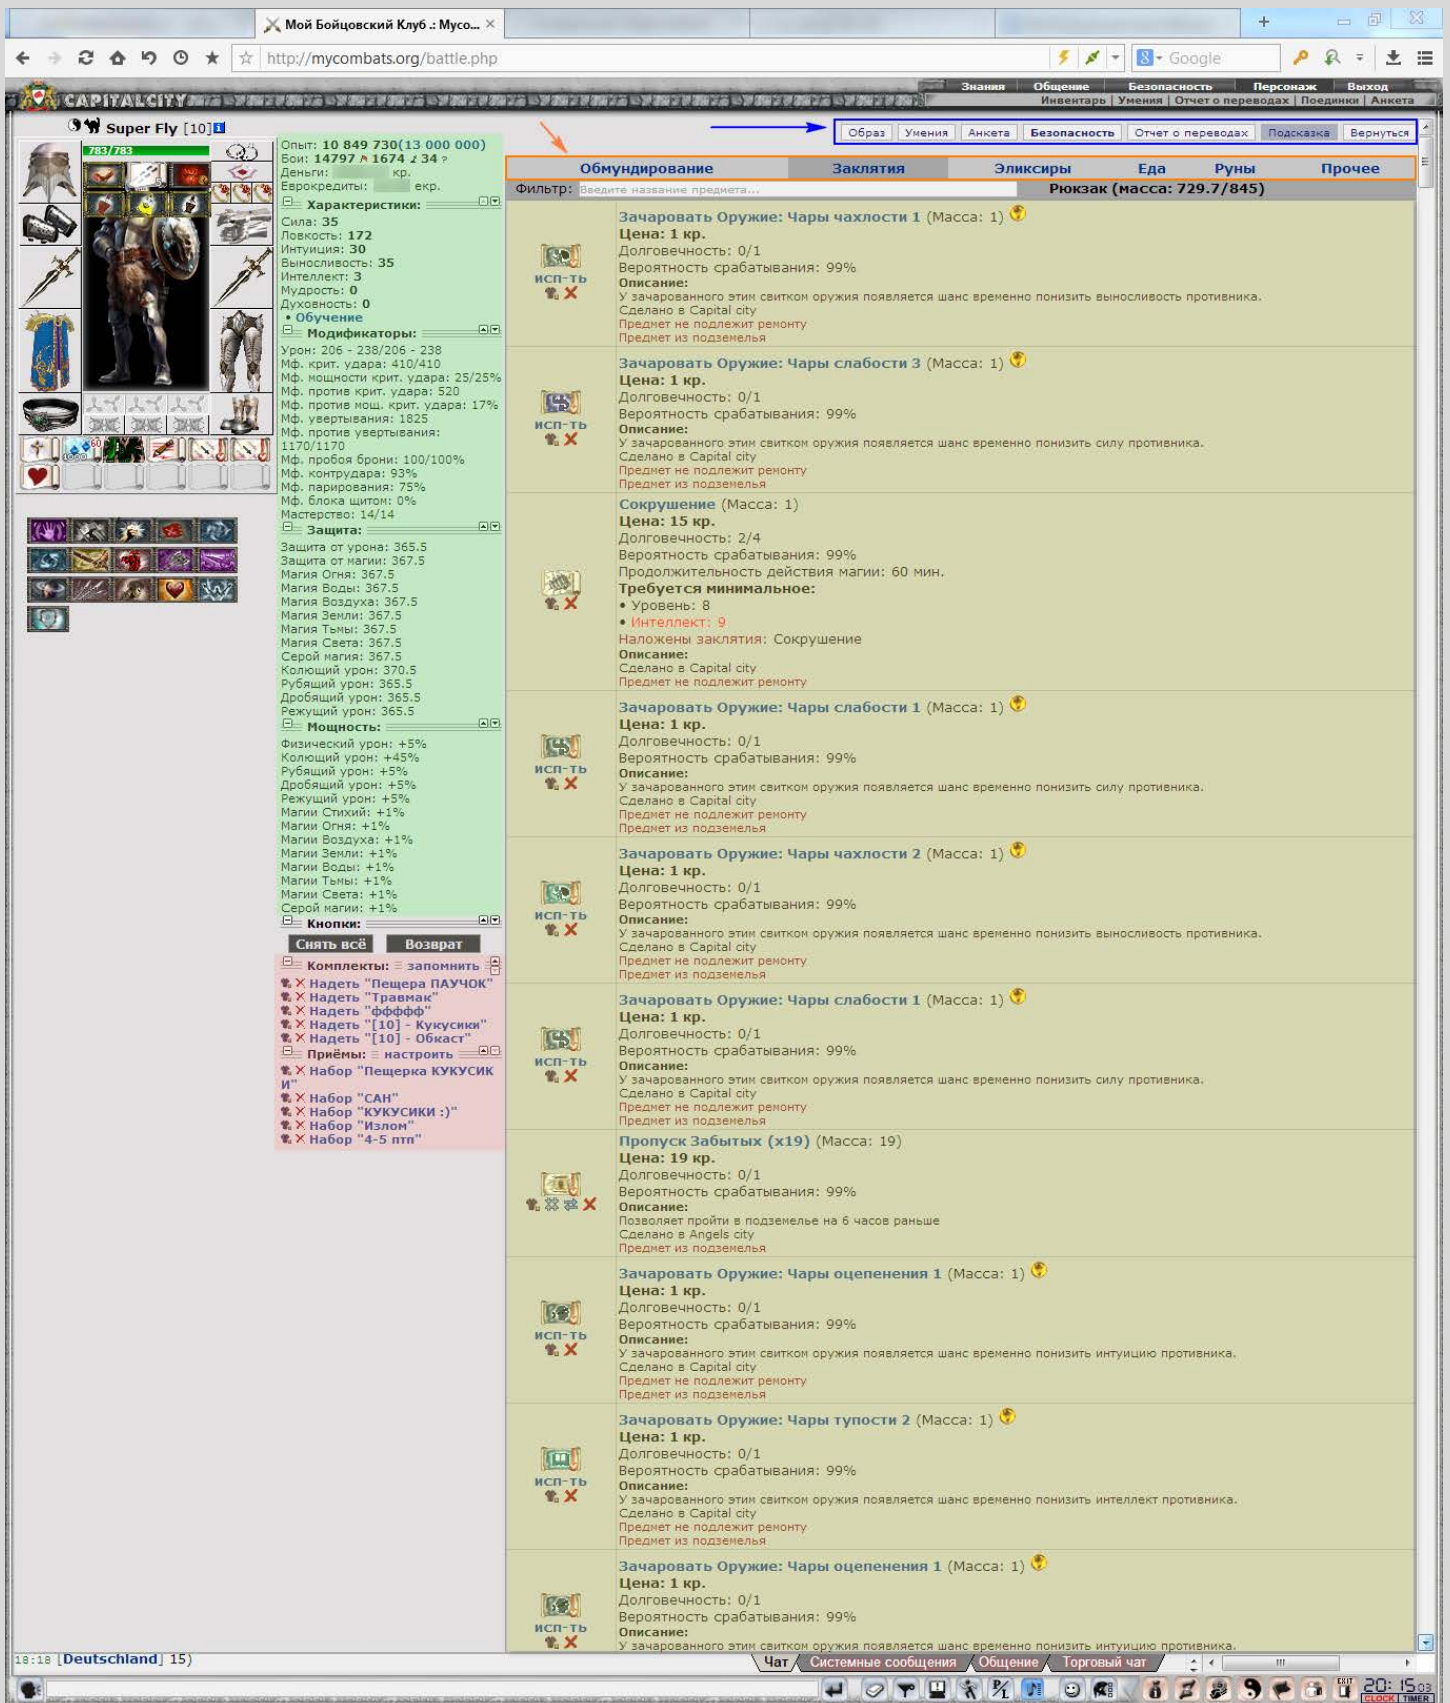 Мой Бойцовский Клуб .: Мусо...
http://mycombats.org/battle.php
Google
CAPITALCITY
Знания Общение Безопасность Персонаж Выход
Инвентарь | Умения | Отчет о переводах | Поединки | Анкета
Super Fly [10]
783/783
Образ Умения Анкета Безопасность Отчет о переводах Подсказка Вернуться
Обмундирование Заклятия Эликсиры Еда Руны Прочее
Фильтр: Введите название предмета... Рюкзак (масса: 729.7/845)
Опыт: 10 849 730(13 000 000)
Бои: 14797 1674 34 ?
Деньги: кр.
Еврокредиты: екр.
Характеристики:
Сила: 35
Ловкость: 172
Интуиция: 30
Выносливость: 35
Интеллект: 3
Мудрость: 0
Духовность: 0
• Обучение
Модификаторы:
Урон: 206 - 238/206 - 238
Мф. крит. удара: 410/410
Мф. мощности крит. удара: 25/25%
Мф. против крит. удара: 520
Мф. против мощ. крит. удара: 17%
Мф. увертывания: 1825
Мф. против увертывания:
1170/1170
Мф. пробоя брони: 100/100%
Мф. контрудара: 93%
Мф. парирования: 75%
Мф. блока щитом: 0%
Мастерство: 14/14
Защита:
Защита от урона: 365.5
Защита от магии: 367.5
Магия Огня: 367.5
Магия Воды: 367.5
Магия Воздуха: 367.5
Магия Земли: 367.5
Магия Тьмы: 367.5
Магия Света: 367.5
Серой магия: 367.5
Колющий урон: 370.5
Рубящий урон: 365.5
Дробящий урон: 365.5
Режущий урон: 365.5
Мощность:
Физический урон: +5%
Колющий урон: +45%
Рубящий урон: +5%
Дробящий урон: +5%
Режущий урон: +5%
Магии Стихий: +1%
Магии Огня: +1%
Магии Воздуха: +1%
Магии Земли: +1%
Магии Воды: +1%
Магии Тьмы: +1%
Магии Света: +1%
Серой магии: +1%
Кнопки:
Снять всё Возврат
Комплекты: запомнить
Надеть "Пещера ПАУЧОК"
Надеть "Травмак"
Надеть "ффффф"
Надеть "[10] - Кукусики"
Надеть "[10] - Обкаст"
Приёмы: настроить
Набор "Пещерка КУКУСИК
И"
Набор "САН"
Набор "КУКУСИКИ :)"
Набор "Излом"
Набор "4-5 птп"
Зачаровать Оружие: Чары чахлости 1 (Масса: 1)
Цена: 1 кр.
Долговечность: 0/1
Вероятность срабатывания: 99%
исп-ть
Описание:
У зачарованного этим свитком оружия появляется шанс временно понизить выносливость противника.
Сделано в Capital city
Предмет не подлежит ремонту
Предмет из подземелья
Зачаровать Оружие: Чары слабости 3 (Масса: 1)
Цена: 1 кр.
Долговечность: 0/1
Вероятность срабатывания: 99%
исп-ть
Описание:
У зачарованного этим свитком оружия появляется шанс временно понизить силу противника.
Сделано в Capital city
Предмет не подлежит ремонту
Предмет из подземелья
Сокрушение (Масса: 1)
Цена: 15 кр.
Долговечность: 2/4
Вероятность срабатывания: 99%
Продолжительность действия магии: 60 мин.
Требуется минимальное:
• Уровень: 8
• Интеллект: 9
Наложены заклятия: Сокрушение
Описание:
Сделано в Capital city
Предмет не подлежит ремонту
Зачаровать Оружие: Чары слабости 1 (Масса: 1)
Цена: 1 кр.
Долговечность: 0/1
Вероятность срабатывания: 99%
исп-ть
Описание:
У зачарованного этим свитком оружия появляется шанс временно понизить силу противника.
Сделано в Capital city
Предмет не подлежит ремонту
Предмет из подземелья
Зачаровать Оружие: Чары чахлости 2 (Масса: 1)
Цена: 1 кр.
Долговечность: 0/1
Вероятность срабатывания: 99%
исп-ть
Описание:
У зачарованного этим свитком оружия появляется шанс временно понизить выносливость противника.
Сделано в Capital city
Предмет не подлежит ремонту
Предмет из подземелья
Зачаровать Оружие: Чары слабости 1 (Масса: 1)
Цена: 1 кр.
Долговечность: 0/1
Вероятность срабатывания: 99%
исп-ть
Описание:
У зачарованного этим свитком оружия появляется шанс временно понизить силу противника.
Сделано в Capital city
Предмет не подлежит ремонту
Предмет из подземелья
Пропуск Забытых (x19) (Масса: 19)
Цена: 19 кр.
Долговечность: 0/1
Вероятность срабатывания: 99%
Описание:
Позволяет пройти в подземелье на 6 часов раньше
Сделано в Angels city
Предмет из подземелья
Зачаровать Оружие: Чары оцепенения 1 (Масса: 1)
Цена: 1 кр.
Долговечность: 0/1
Вероятность срабатывания: 99%
исп-ть
Описание:
У зачарованного этим свитком оружия появляется шанс временно понизить интуицию противника.
Сделано в Capital city
Предмет не подлежит ремонту
Предмет из подземелья
Зачаровать Оружие: Чары тупости 2 (Масса: 1)
Цена: 1 кр.
Долговечность: 0/1
Вероятность срабатывания: 99%
исп-ть
Описание:
У зачарованного этим свитком оружия появляется шанс временно понизить интеллект противника.
Сделано в Capital city
Предмет не подлежит ремонту
Предмет из подземелья
Зачаровать Оружие: Чары оцепенения 1 (Масса: 1)
Цена: 1 кр.
Долговечность: 0/1
Вероятность срабатывания: 99%
исп-ть
Описание:
У зачарованного этим свитком оружия появляется шанс временно понизить интуицию противника.
18:18 [Deutschland] 15)
Чат Системные сообщения Общение Торговый чат
EXIT 20:15 03
CLOCK TIMER